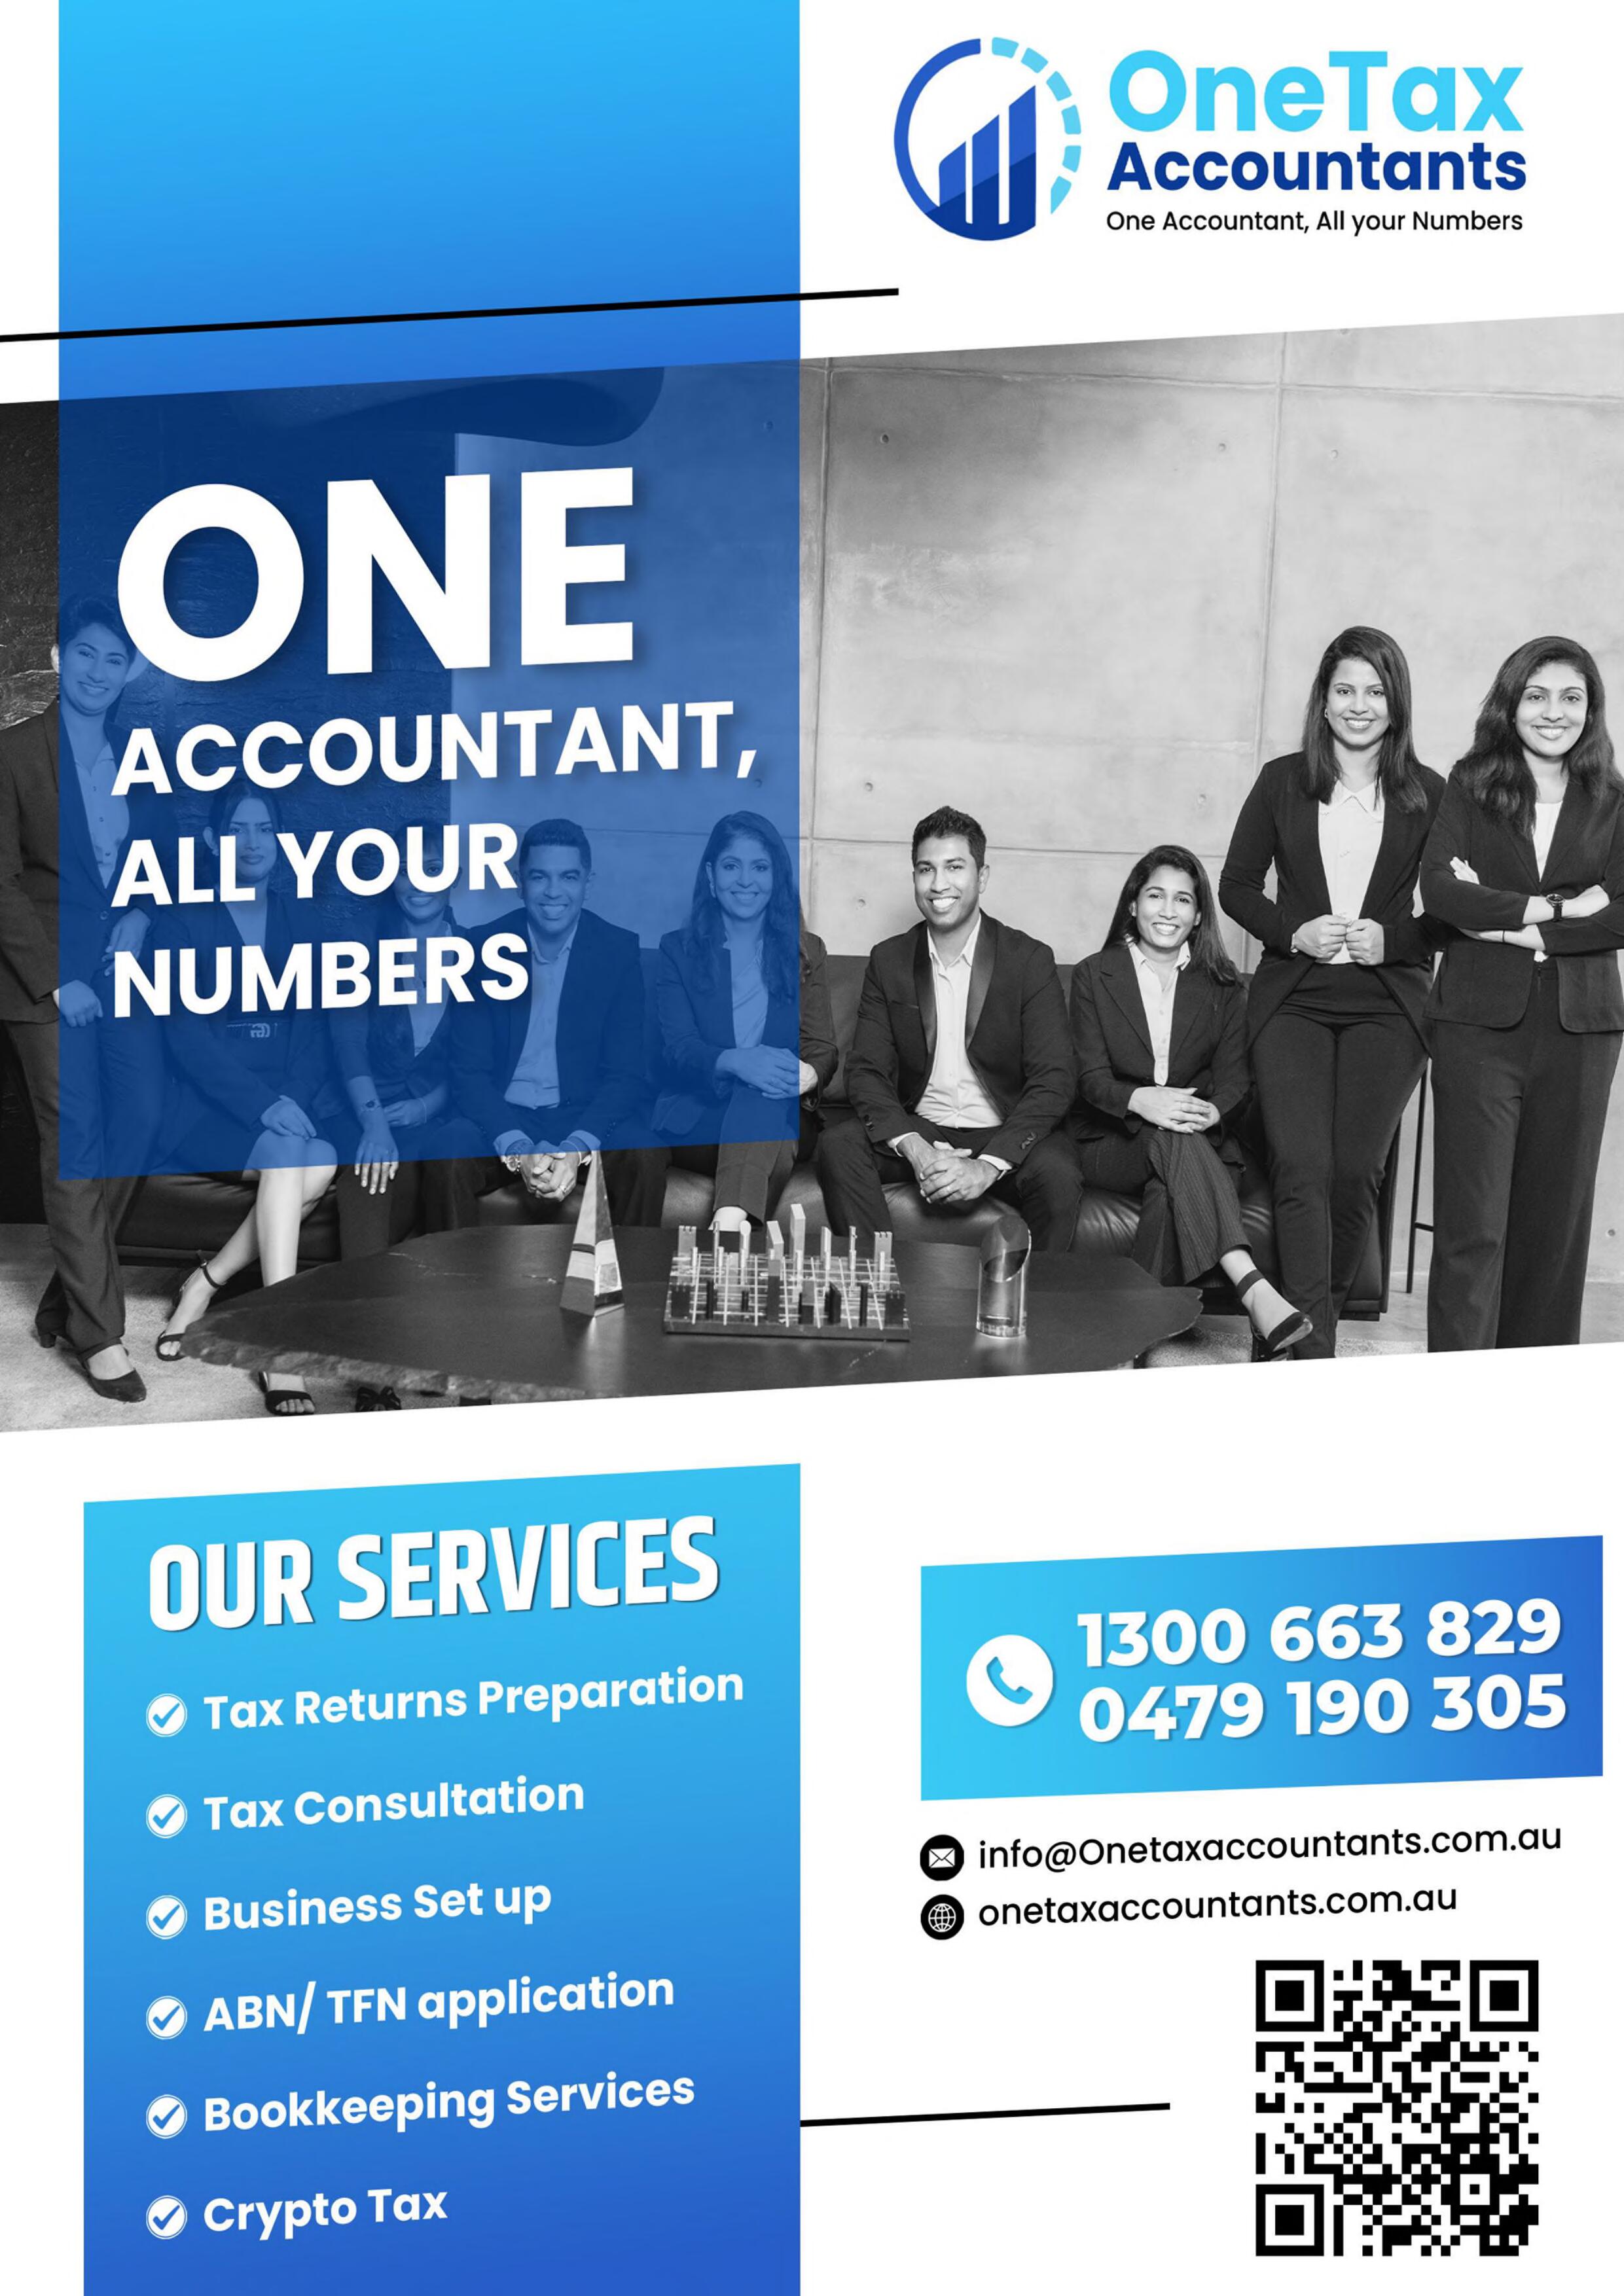 OneTax
Accountants
One Accountant, All your Numbers
ONE
ACCOUNTANT,
ALL YOUR
NUMBERS
OUR SERVICES
Tax Returns Preparation
Tax Consultation
Business Set up
ABN/ TFN application
Bookkeeping Services
Crypto Tax
1300 663 829
0479 190 305
info@Onetaxaccountants.com.au
onetaxaccountants.com.au